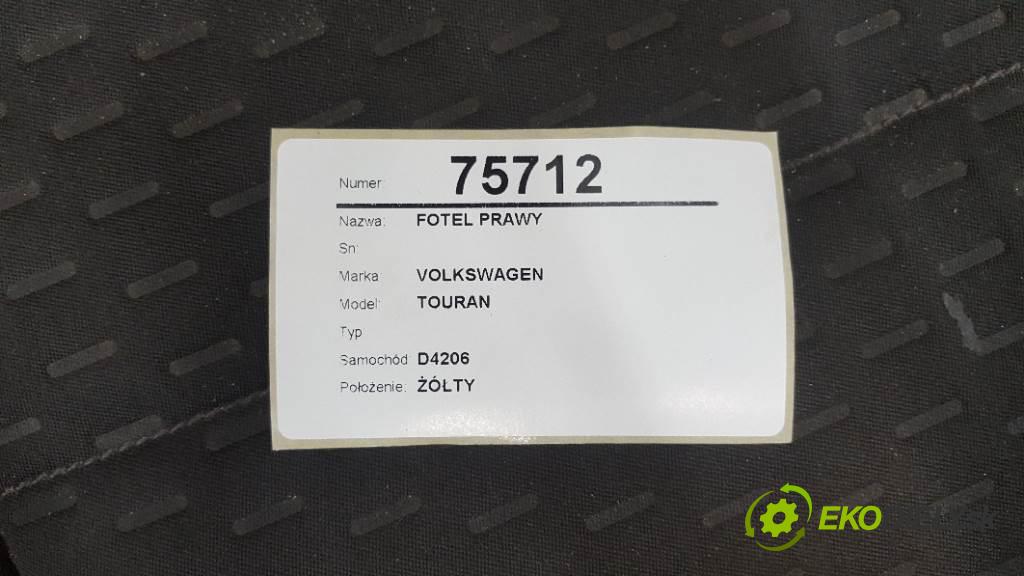 Numer: 75712
Nazwa: FOTEL PRAWY
Sn:
Marka VOLKSWAGEN
Model: TOURAN
Typ
Samochód: D4206
Położenie: ŻÓŁTY
EKO